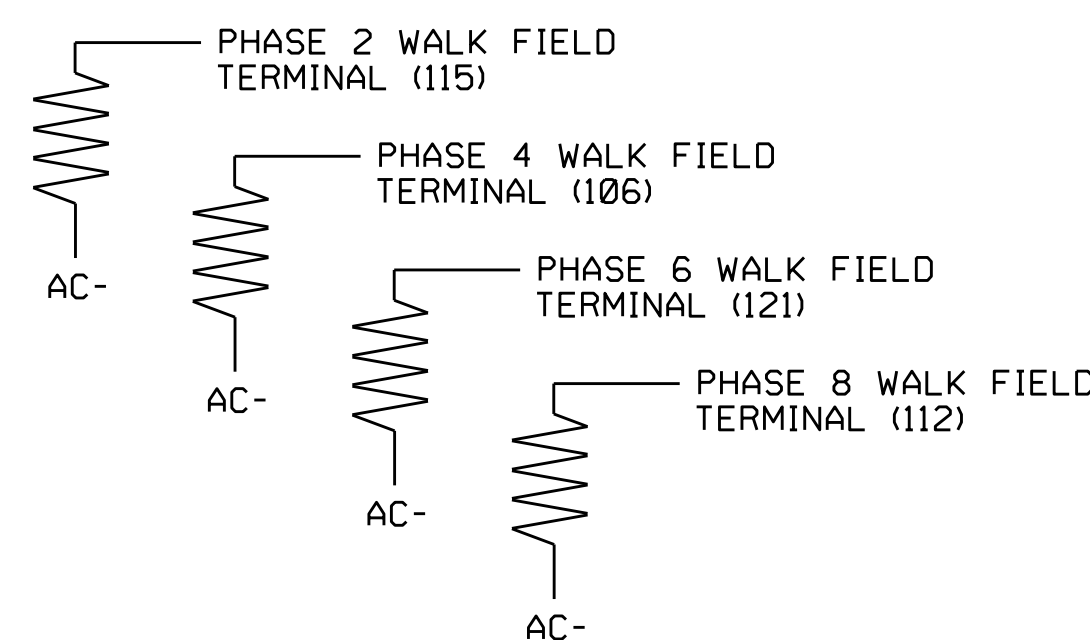 PHASE 2 WALK FIELD
TERMINAL (115)
AC-
PHASE 4 WALK FIELD
TERMINAL (106)
AC-
PHASE 6 WALK FIELD
TERMINAL (121)
AC-
PHASE 8 WALK FIELD
TERMINAL (112)
AC-